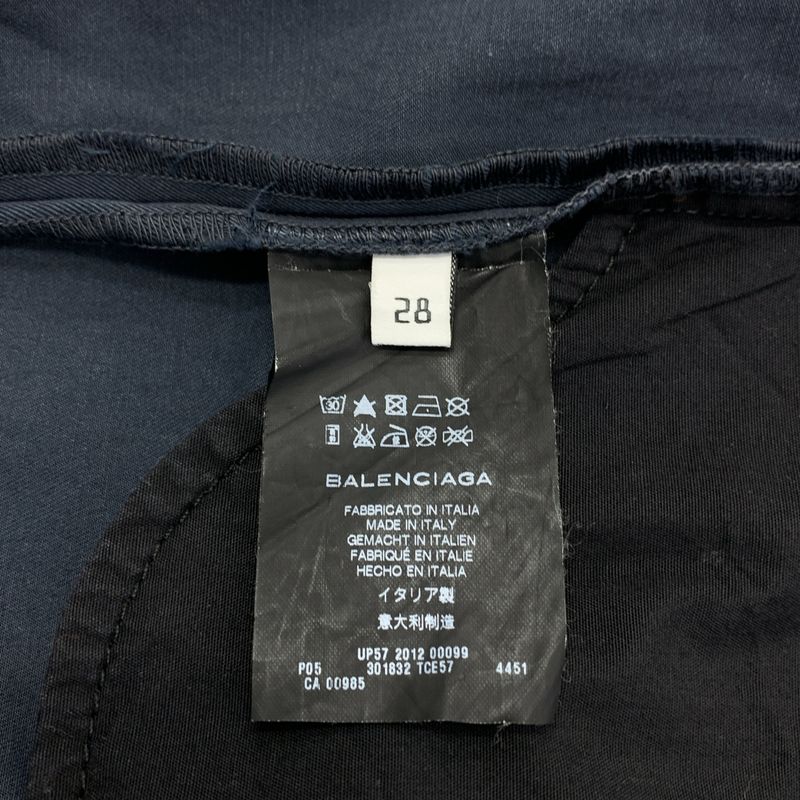 28
30
BALENCIAGA
FABBRICATO IN ITALIA
MADE IN ITALY
GEMACHT IN ITALIEN
FABRIQUÉ EN ITALIE
HECHO EN ITALIA
イタリア製
意大利制造
UP57 2012 00099
P05 301832 TCE57 4451
CA 00985